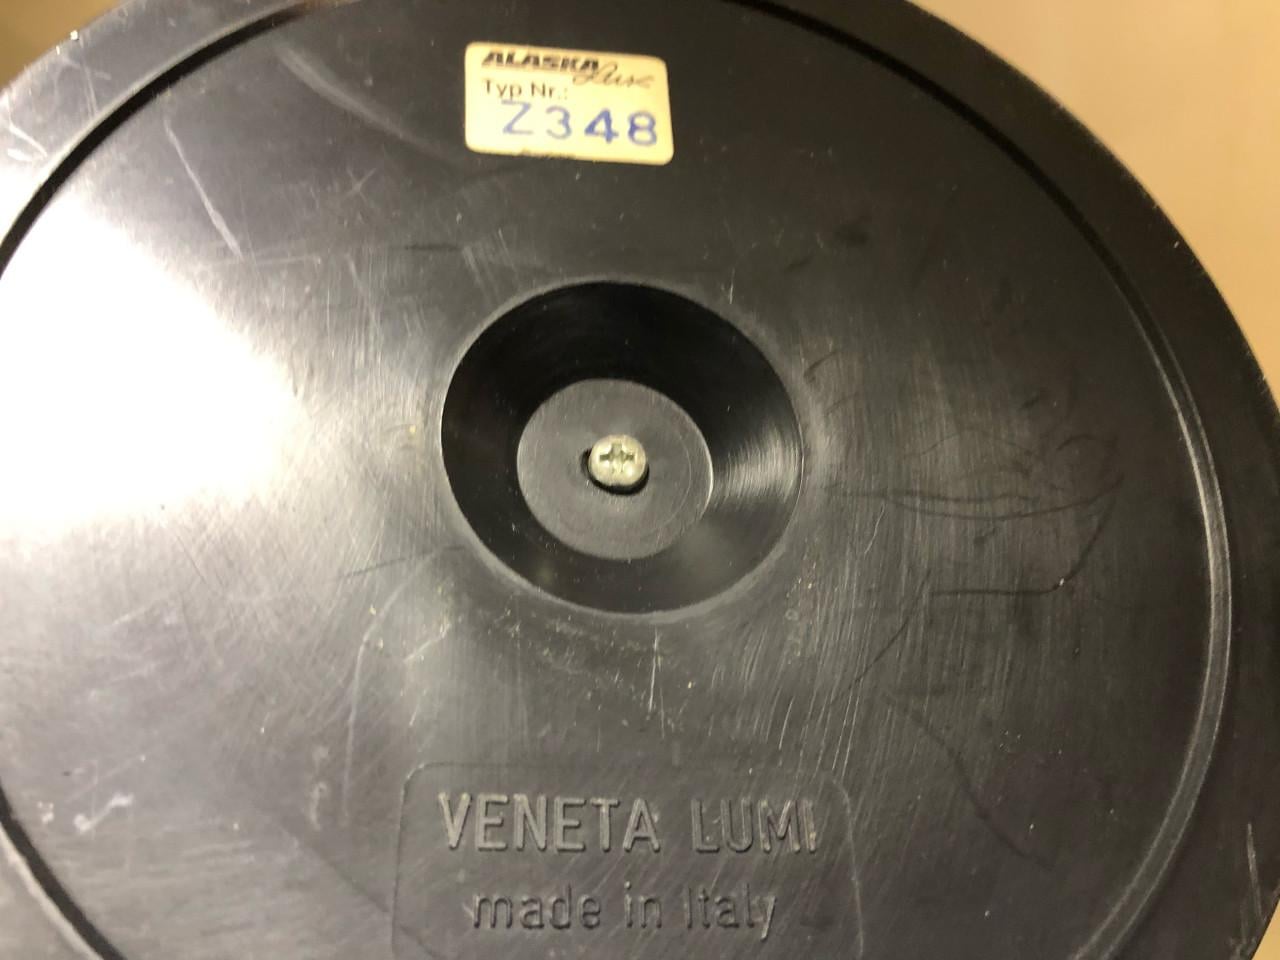 ALASKA
Typ Nr.:
Z348
VENETA LUMI
made in Italy